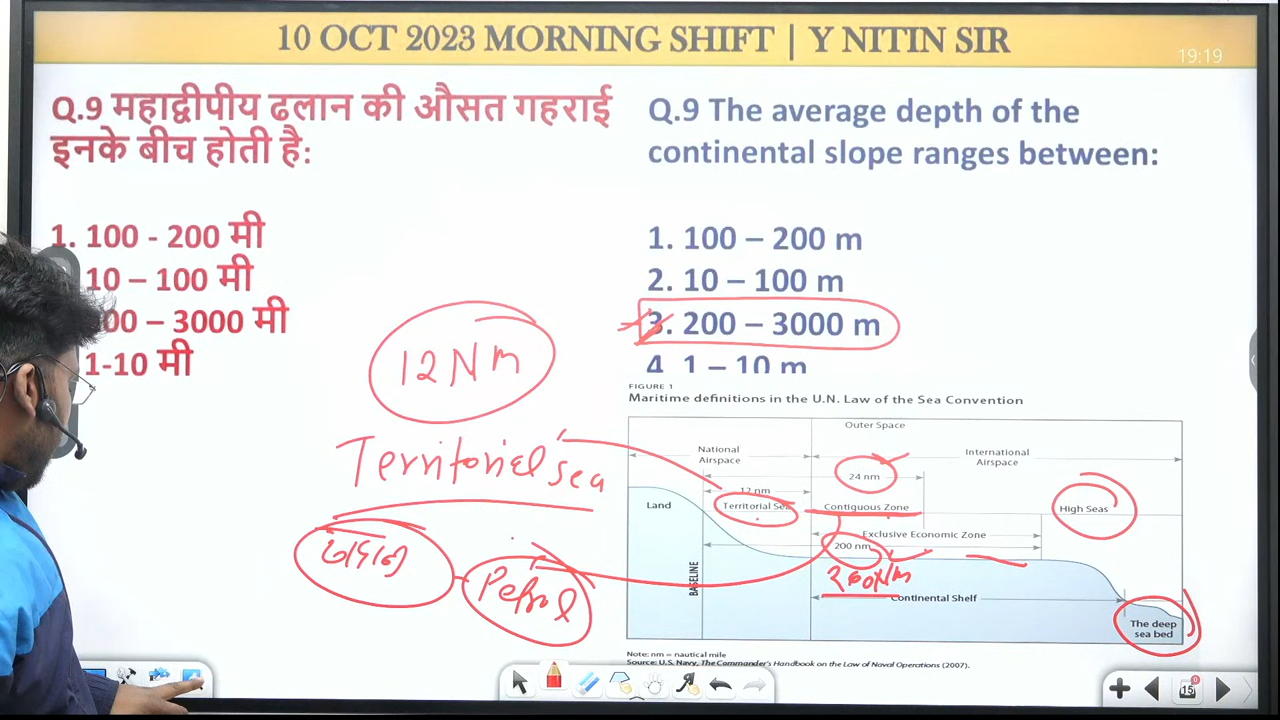 10 OCT 2023 MORNING SHIFT | Y NITIN SIR
19:19
Q.9 महाद्वीपीय ढलान की औसत गहराई
इनके बीच होती है:
1. 100 - 200 मी
10 – 100 मी
00 – 3000 मी
1-10 मी
Q.9 The average depth of the
continental slope ranges between:
1. 100 – 200 m
2. 10 – 100 m
3. 200 – 3000 m
4 1 – 10 m
12 Nm
Territorial sea
Petrol
FIGURE 1
Maritime definitions in the U.N. Law of the Sea Convention
Outer Space
National
Airspace
International
Airspace
24 nm
12 nm
Land
Territorial Sea
Contiguous Zone
High Seas
Exclusive Economic Zone
200 nm
200 Nm
BASELINE
Continental Shelf
The deep
sea bed
Note: nm = nautical mile
Source: U.S. Navy, The Commander's Handbook on the Law of Naval Operations (2007).
15
0